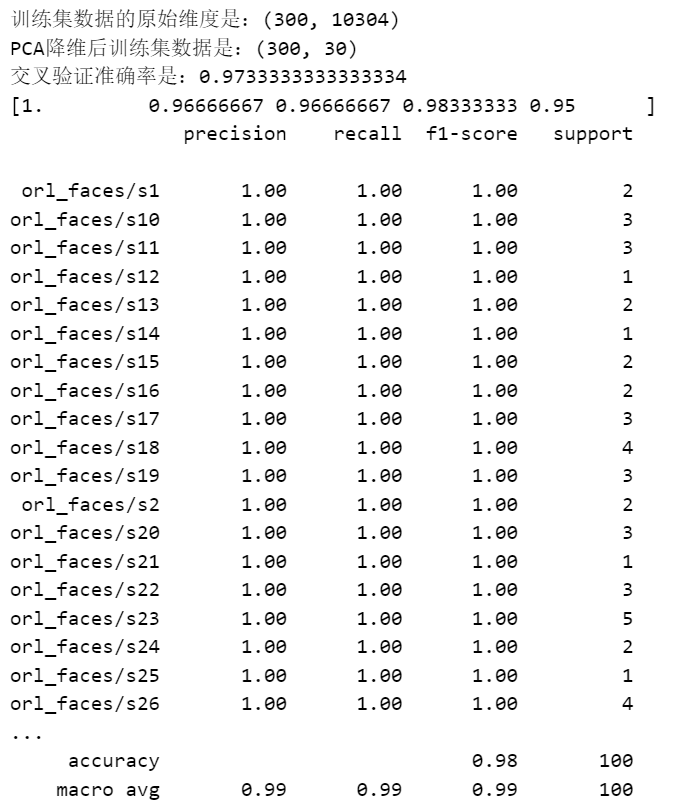 训练集数据的原始维度是：(300, 10304)
PCA降维后训练集数据是：(300, 30)
交叉验证准确率是：0.9733333333333334
[1.         0.96666667 0.96666667 0.98333333 0.95      ]
               precision    recall  f1-score   support
 orl_faces/s1       1.00      1.00      1.00         2
orl_faces/s10       1.00      1.00      1.00         3
orl_faces/s11       1.00      1.00      1.00         3
orl_faces/s12       1.00      1.00      1.00         1
orl_faces/s13       1.00      1.00      1.00         2
orl_faces/s14       1.00      1.00      1.00         1
orl_faces/s15       1.00      1.00      1.00         2
orl_faces/s16       1.00      1.00      1.00         2
orl_faces/s17       1.00      1.00      1.00         3
orl_faces/s18       1.00      1.00      1.00         4
orl_faces/s19       1.00      1.00      1.00         3
 orl_faces/s2       1.00      1.00      1.00         2
orl_faces/s20       1.00      1.00      1.00         3
orl_faces/s21       1.00      1.00      1.00         1
orl_faces/s22       1.00      1.00      1.00         3
orl_faces/s23       1.00      1.00      1.00         5
orl_faces/s24       1.00      1.00      1.00         2
orl_faces/s25       1.00      1.00      1.00         1
orl_faces/s26       1.00      1.00      1.00         4
...
     accuracy                           0.98       100
    macro avg       0.99      0.99      0.99       100